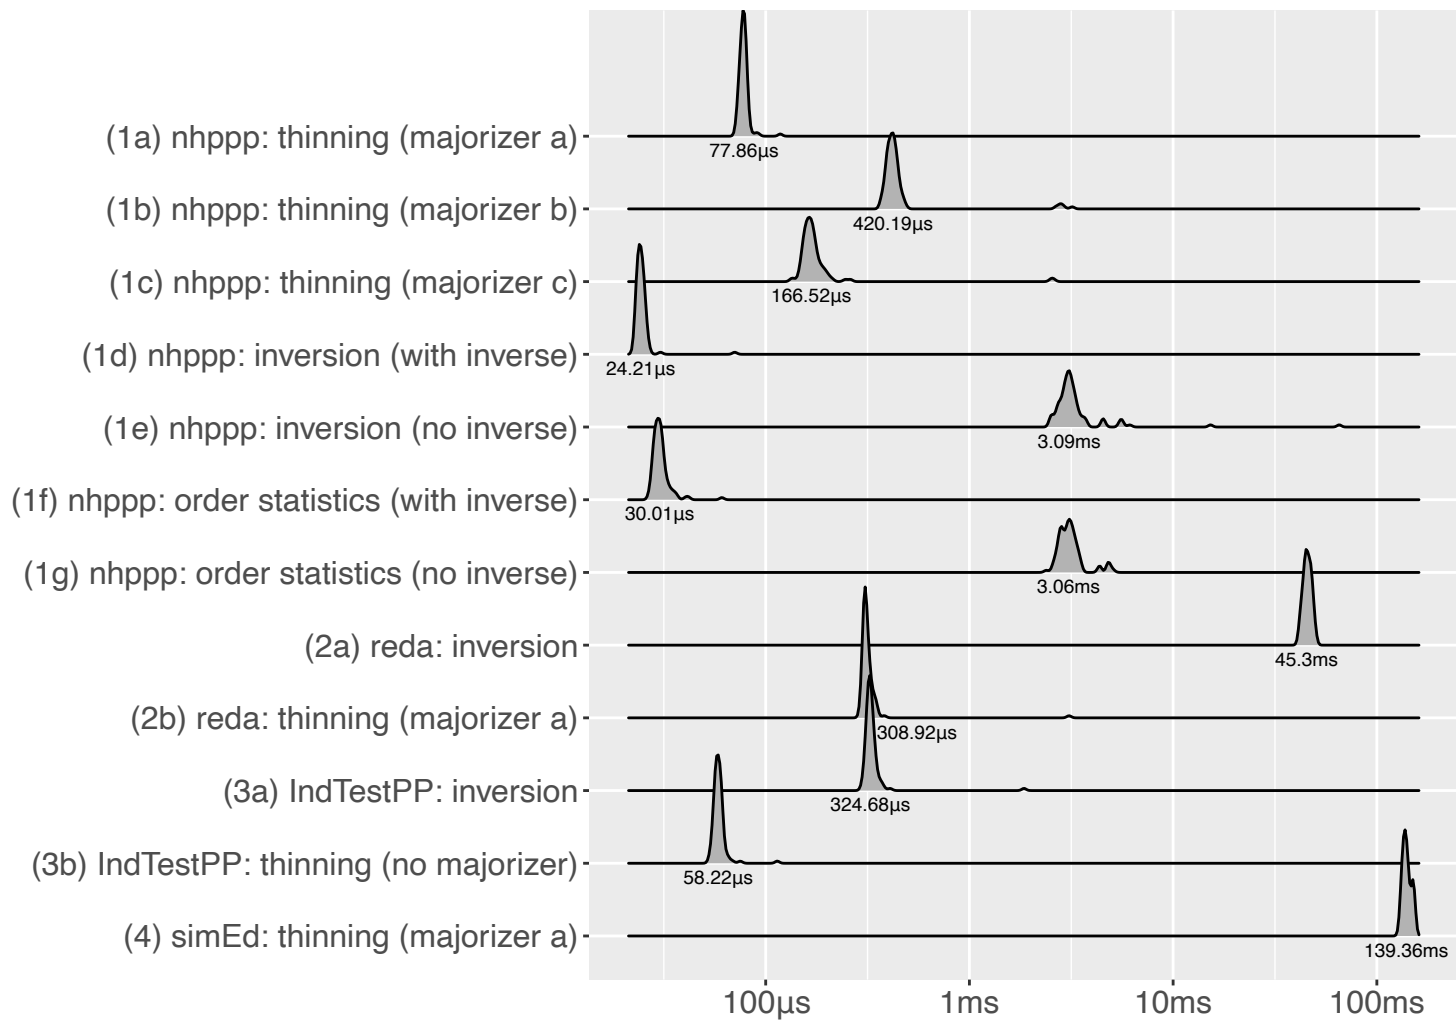 (1a) nhppp: thinning (majorizer a)
77.86µs
(1b) nhppp: thinning (majorizer b)
420.19µs
(1c) nhppp: thinning (majorizer c)
166.52µs
(1d) nhppp: inversion (with inverse)
24.21µs
(1e) nhppp: inversion (no inverse)
3.09ms
(1f) nhppp: order statistics (with inverse)
30.01µs
(1g) nhppp: order statistics (no inverse)
3.06ms
(2a) reda: inversion
45.3ms
(2b) reda: thinning (majorizer a)
308.92µs
(3a) IndTestPP: inversion
324.68µs
(3b) IndTestPP: thinning (no majorizer)
58.22µs
(4) simEd: thinning (majorizer a)
139.36ms
100µs 1ms 10ms 100ms